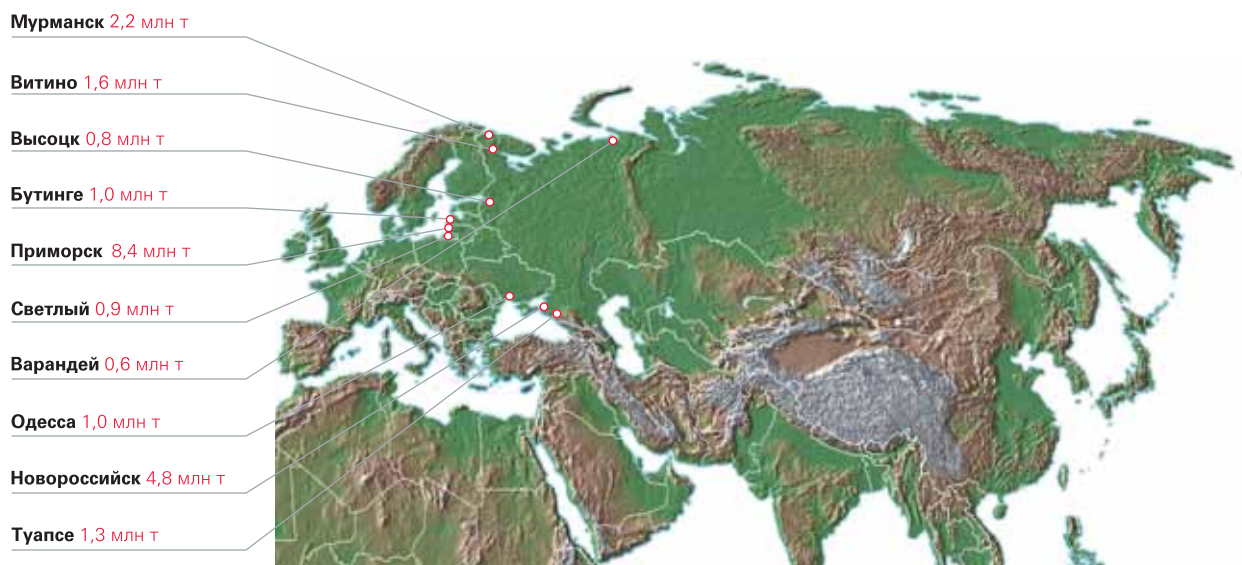 Мурманск 2,2 млн т
Витино 1,6 млн т
Высоцк 0,8 млн т
Бутинге 1,0 млн т
Приморск 8,4 млн т
Светлый 0,9 млн т
Варандей 0,6 млн т
Одесса 1,0 млн т
Новороссийск 4,8 млн т
Туапсе 1,3 млн т